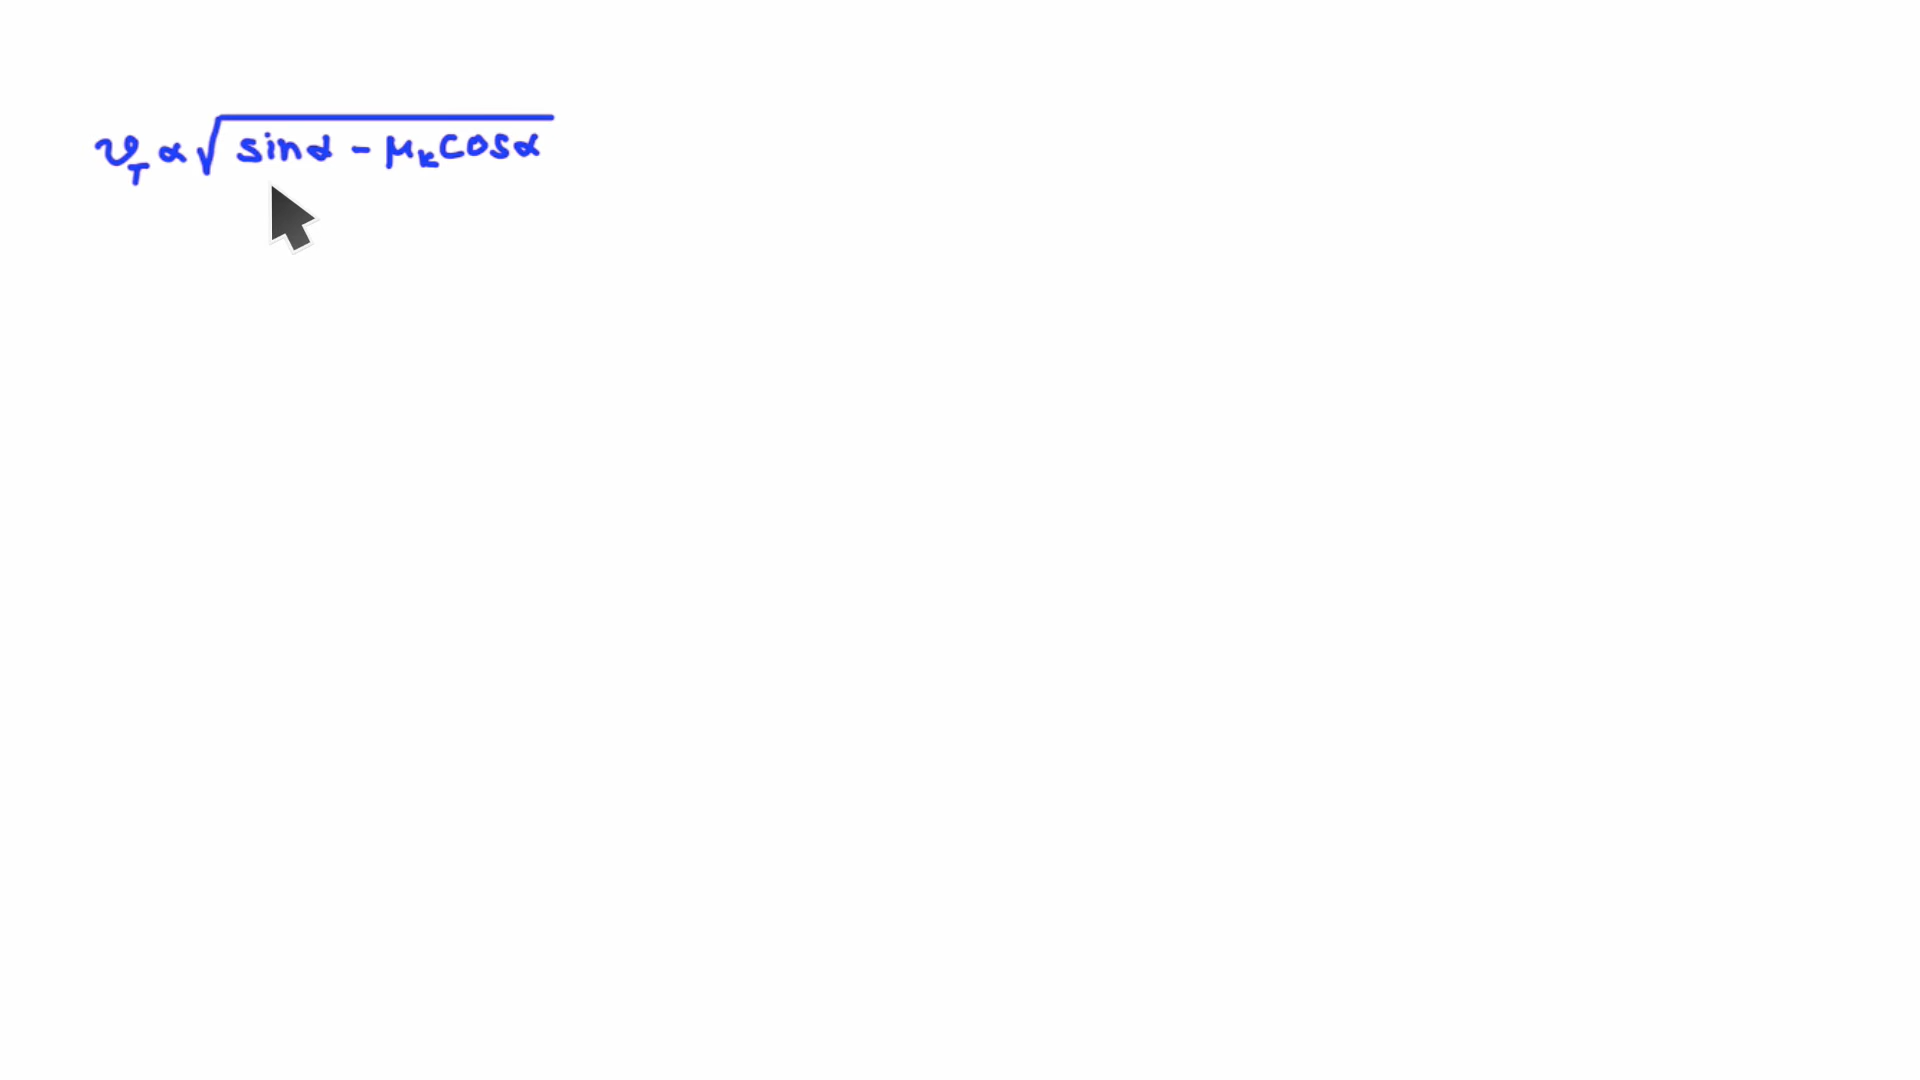 v_T ∝ √(sinα - μ_k cosα)